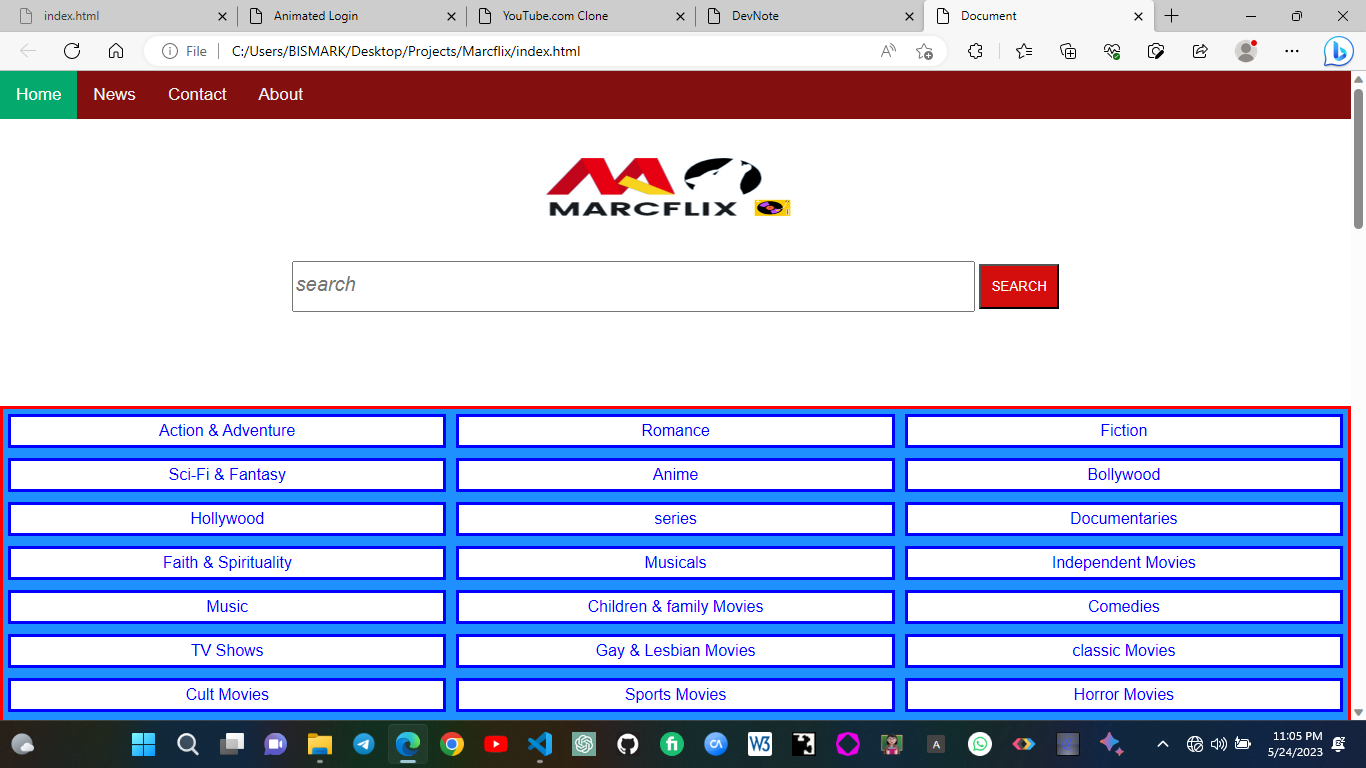 index.html Animated Login YouTube.com Clone DevNote Document
File C:/Users/BISMARK/Desktop/Projects/Marcflix/index.html
Home News Contact About
MARCFLIX
search SEARCH
Action & Adventure Romance Fiction
Sci-Fi & Fantasy Anime Bollywood
Hollywood series Documentaries
Faith & Spirituality Musicals Independent Movies
Music Children & family Movies Comedies
TV Shows Gay & Lesbian Movies classic Movies
Cult Movies Sports Movies Horror Movies
11:05 PM
5/24/2023